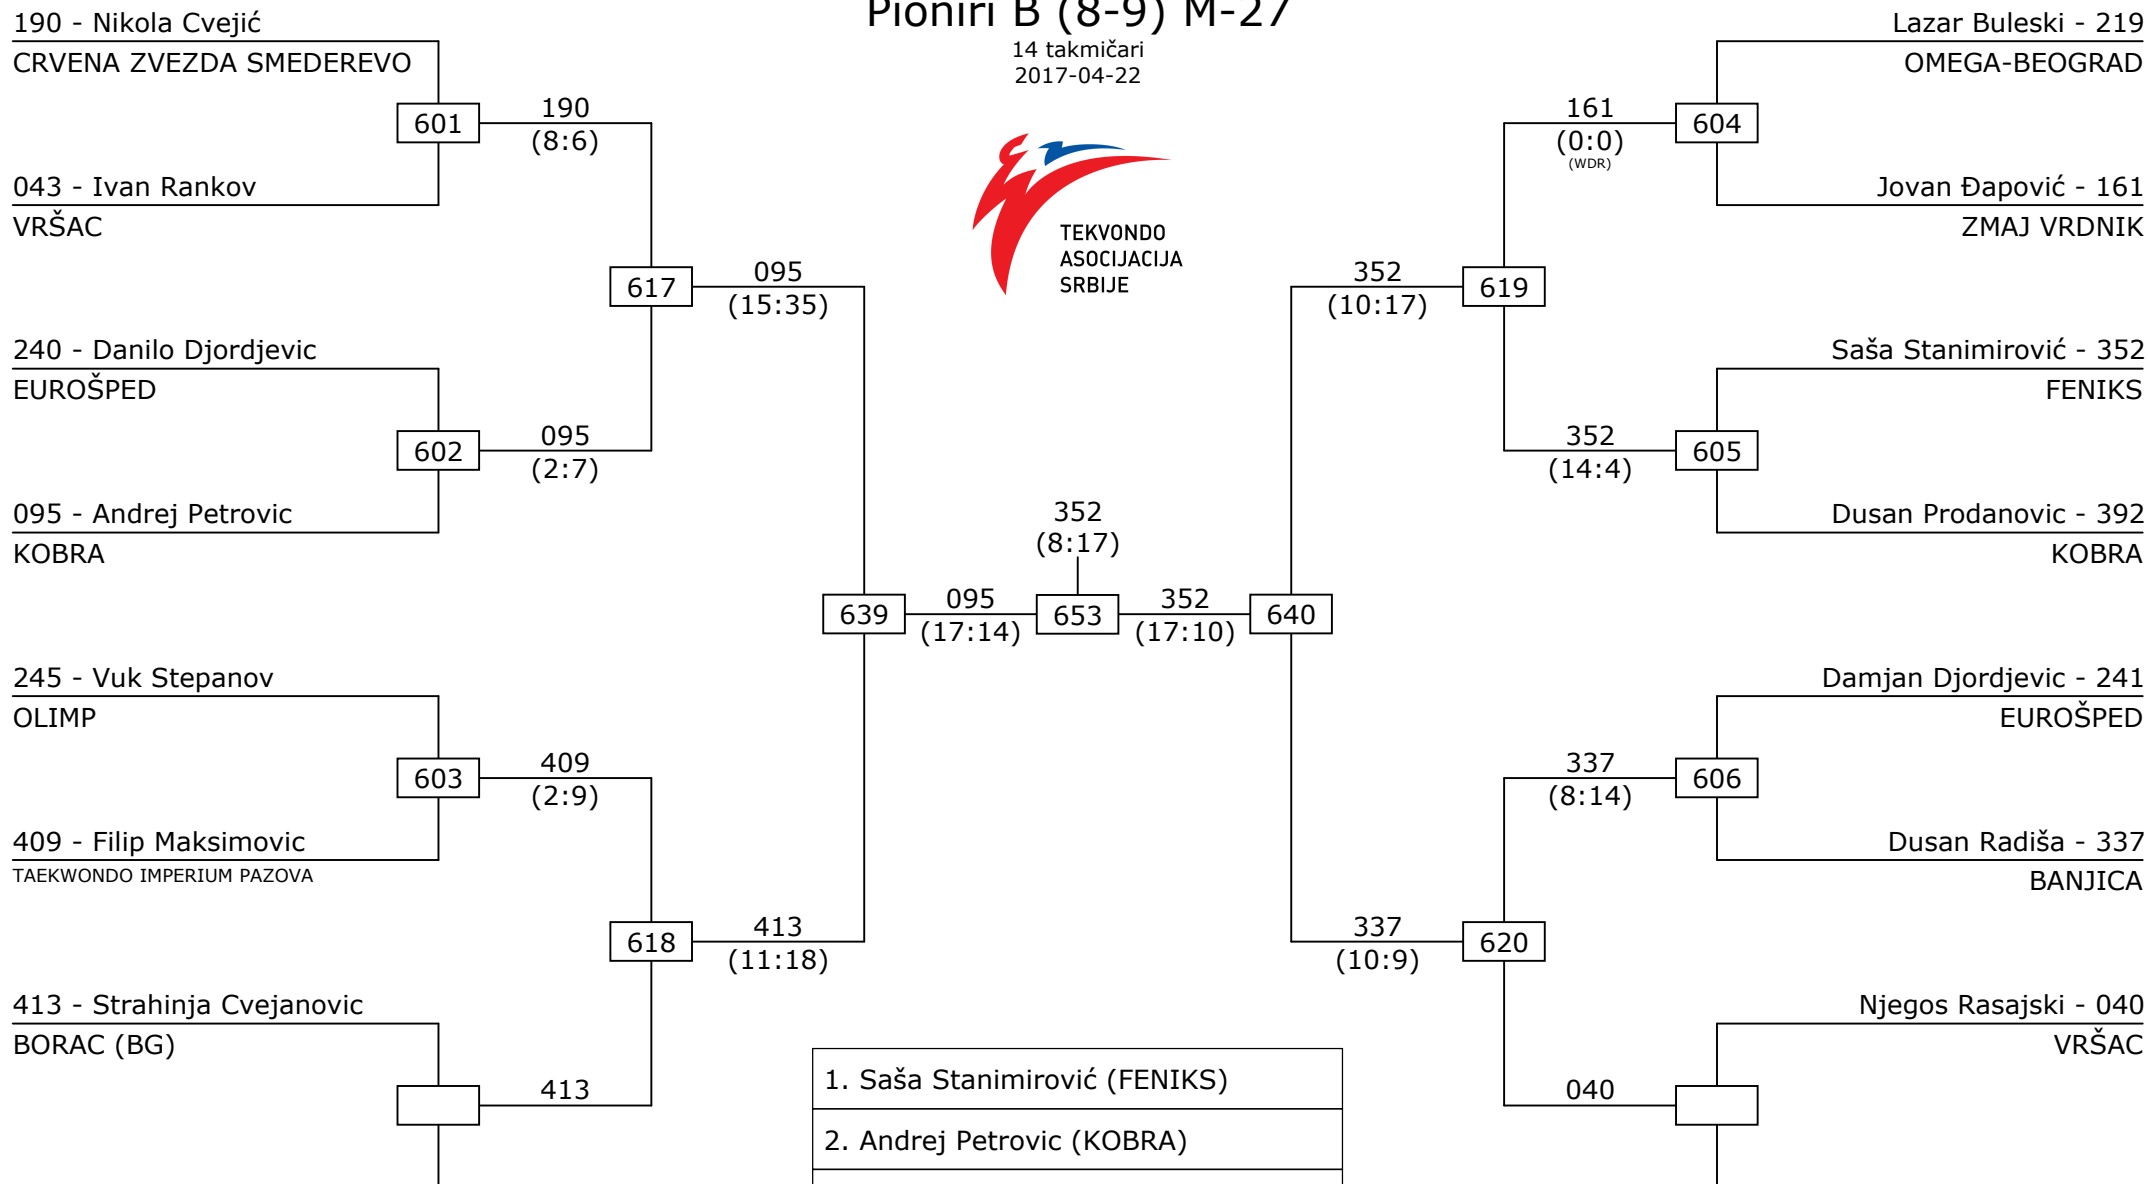 Pioniri B (8-9) M-27
14 takmičari
2017-04-22
TEKVONDO
ASOCIJACIJA
SRBIJE
190 - Nikola Cvejić
CRVENA ZVEZDA SMEDEREVO
601
190
(8:6)
043 - Ivan Rankov
VRŠAC
617
095
(15:35)
240 - Danilo Djordjevic
EUROŠPED
602
095
(2:7)
095 - Andrej Petrovic
KOBRA
639
095
(17:14)
245 - Vuk Stepanov
OLIMP
603
409
(2:9)
409 - Filip Maksimovic
TAEKWONDO IMPERIUM PAZOVA
618
413
(11:18)
413 - Strahinja Cvejanovic
BORAC (BG)
413
352
(8:17)
653
Lazar Buleski - 219
OMEGA-BEOGRAD
161
(0:0)
(WDR)
604
Jovan Đapović - 161
ZMAJ VRDNIK
352
(10:17)
619
Saša Stanimirović - 352
FENIKS
352
(14:4)
605
Dusan Prodanovic - 392
KOBRA
352
(17:10)
640
Damjan Djordjevic - 241
EUROŠPED
337
(8:14)
606
Dusan Radiša - 337
BANJICA
337
(10:9)
620
Njegos Rasajski - 040
VRŠAC
040
1. Saša Stanimirović (FENIKS)
2. Andrej Petrovic (KOBRA)